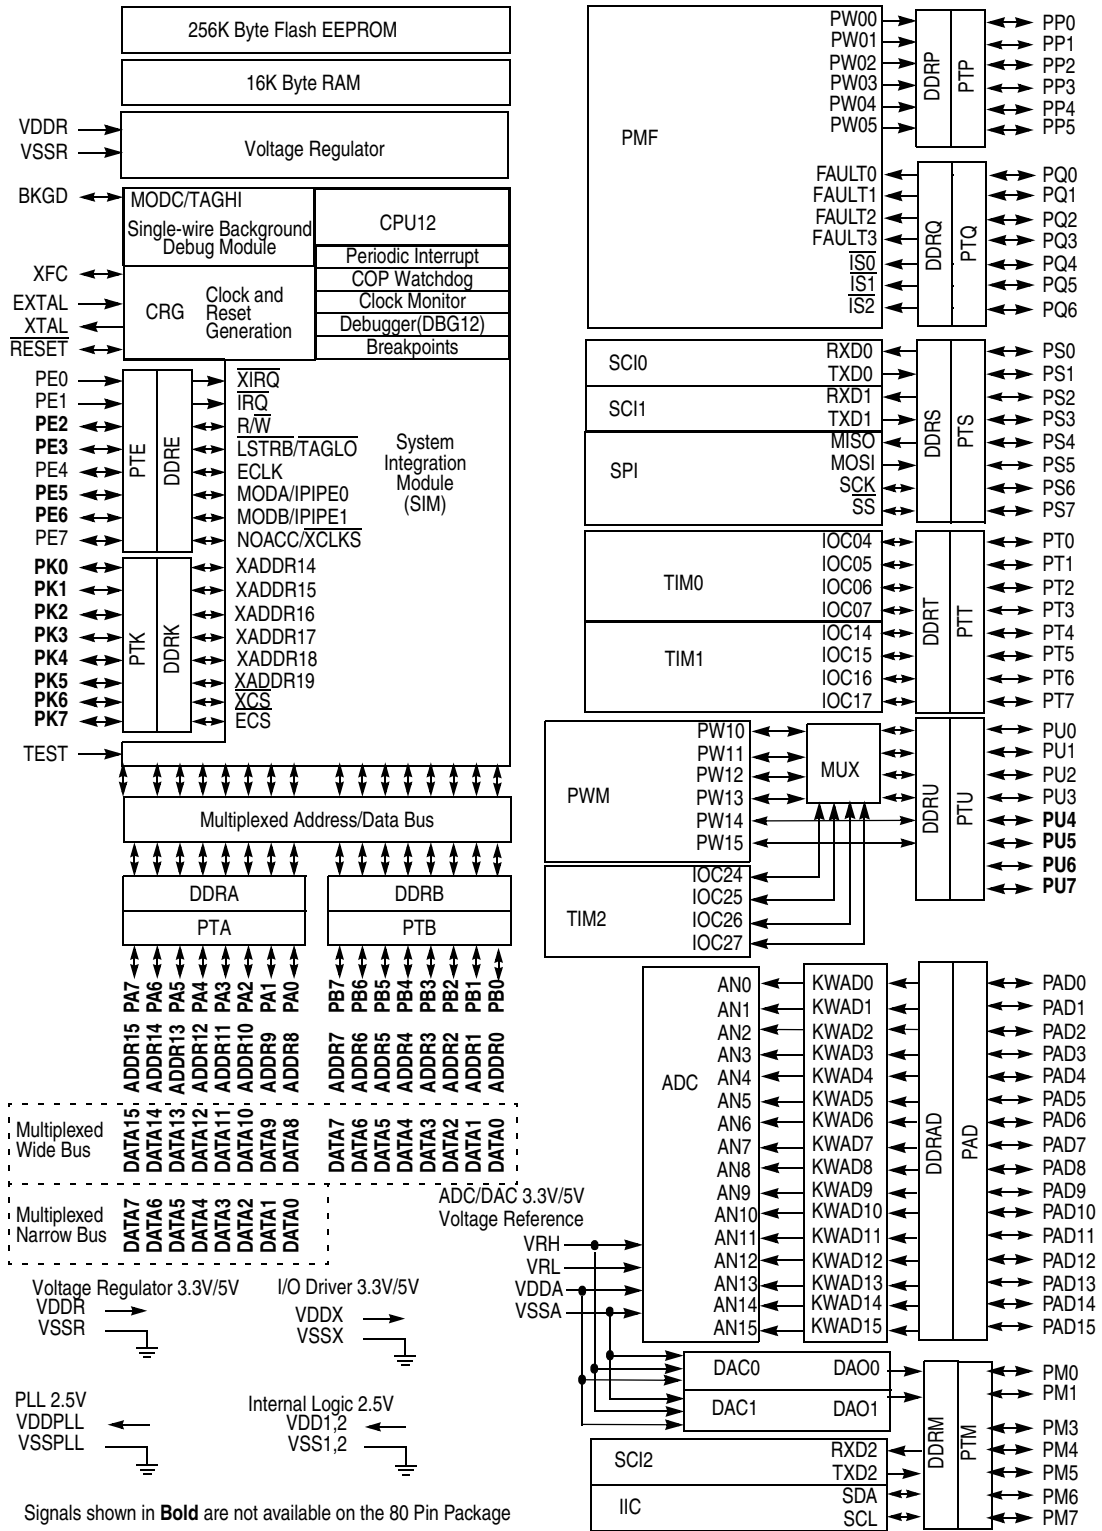 256K Byte Flash EEPROM
16K Byte RAM
VDDR
VSSR
Voltage Regulator
BKGD
MODC/TAGHI
Single-wire Background
Debug Module
CPU12
Periodic Interrupt
COP Watchdog
Clock Monitor
Debugger(DBG12)
Breakpoints
XFC
EXTAL
XTAL
RESET
CRG
Clock and
Reset
Generation
PE0
PE1
PE2
PE3
PE4
PE5
PE6
PE7
PTE
DDRE
XIRQ
IRQ
R/W
LSTRB/TAGLO
ECLK
MODA/IPIPE0
MODB/IPIPE1
NOACC/XCLKS
System
Integration
Module
(SIM)
PK0
PK1
PK2
PK3
PK4
PK5
PK6
PK7
PTK
DDRK
XADDR14
XADDR15
XADDR16
XADDR17
XADDR18
XADDR19
XCS
ECS
TEST
Multiplexed Address/Data Bus
DDRA
PTA
DDRB
PTB
PA7
PA6
PA5
PA4
PA3
PA2
PA1
PA0
PB7
PB6
PB5
PB4
PB3
PB2
PB1
PB0
ADDR15
ADDR14
ADDR13
ADDR12
ADDR11
ADDR10
ADDR9
ADDR8
ADDR7
ADDR6
ADDR5
ADDR4
ADDR3
ADDR2
ADDR1
ADDR0
Multiplexed
Wide Bus
DATA15
DATA14
DATA13
DATA12
DATA11
DATA10
DATA9
DATA8
DATA7
DATA6
DATA5
DATA4
DATA3
DATA2
DATA1
DATA0
Multiplexed
Narrow Bus
DATA7
DATA6
DATA5
DATA4
DATA3
DATA2
DATA1
DATA0
Voltage Regulator 3.3V/5V
VDDR
VSSR
I/O Driver 3.3V/5V
VDDX
VSSX
PLL 2.5V
VDDPLL
VSSPLL
Internal Logic 2.5V
VDD1,2
VSS1,2
Signals shown in Bold are not available on the 80 Pin Package
PMF
PW00
PW01
PW02
PW03
PW04
PW05
DDRP
PTP
PP0
PP1
PP2
PP3
PP4
PP5
FAULT0
FAULT1
FAULT2
FAULT3
IS0
IS1
IS2
DDRQ
PTQ
PQ0
PQ1
PQ2
PQ3
PQ4
PQ5
PQ6
SCI0
SCI1
SPI
RXD0
TXD0
RXD1
TXD1
MISO
MOSI
SCK
SS
DDRS
PTS
PS0
PS1
PS2
PS3
PS4
PS5
PS6
PS7
TIM0
TIM1
IOC04
IOC05
IOC06
IOC07
IOC14
IOC15
IOC16
IOC17
DDRT
PTT
PT0
PT1
PT2
PT3
PT4
PT5
PT6
PT7
PWM
PW10
PW11
PW12
PW13
PW14
PW15
MUX
DDRU
PTU
PU0
PU1
PU2
PU3
PU4
PU5
PU6
PU7
TIM2
IOC24
IOC25
IOC26
IOC27
ADC
AN0
AN1
AN2
AN3
AN4
AN5
AN6
AN7
AN8
AN9
AN10
AN11
AN12
AN13
AN14
AN15
KWAD0
KWAD1
KWAD2
KWAD3
KWAD4
KWAD5
KWAD6
KWAD7
KWAD8
KWAD9
KWAD10
KWAD11
KWAD12
KWAD13
KWAD14
KWAD15
DDRAD
PAD
PAD0
PAD1
PAD2
PAD3
PAD4
PAD5
PAD6
PAD7
PAD8
PAD9
PAD10
PAD11
PAD12
PAD13
PAD14
PAD15
ADC/DAC 3.3V/5V
Voltage Reference
VRH
VRL
VDDA
VSSA
DAC0
DAO0
DAC1
DAO1
SCI2
IIC
RXD2
TXD2
SDA
SCL
DDRM
PTM
PM0
PM1
PM3
PM4
PM5
PM6
PM7